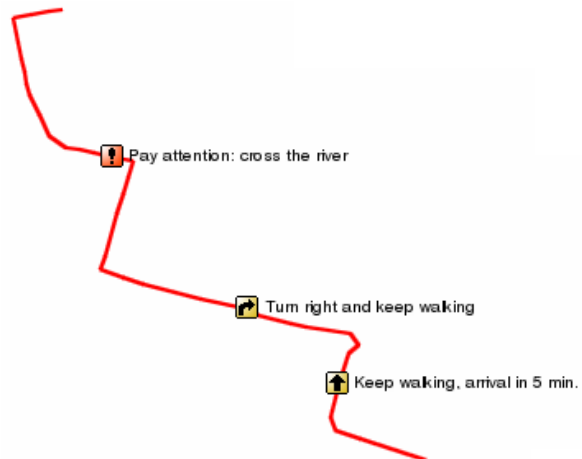 Pay attention: cross the river
Turn right and keep walking
Keep walking, arrival in 5 min.